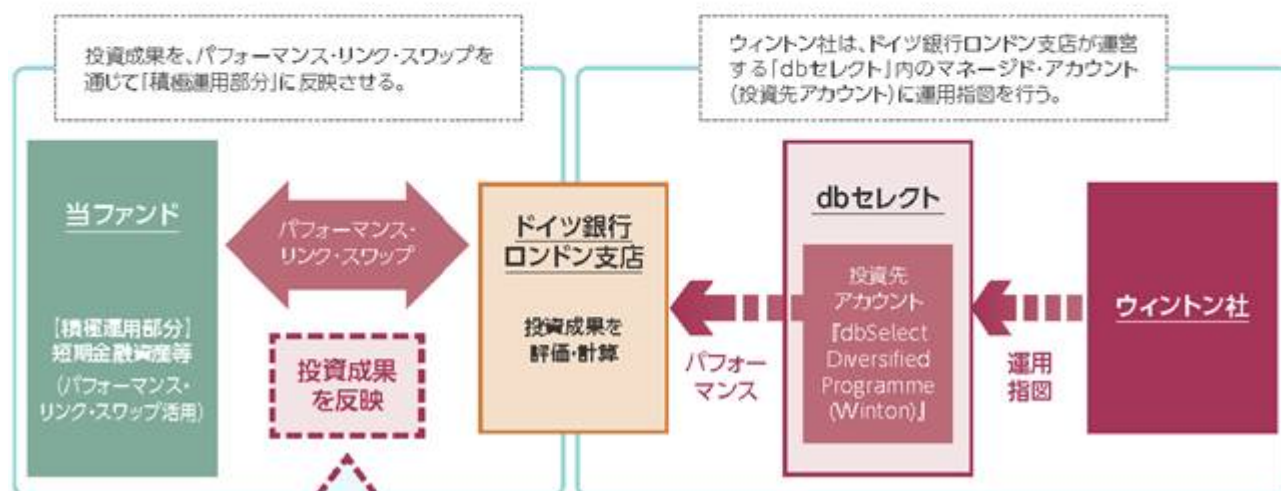 投資成果を、パフォーマンス・リンク・スワップを
通じて「積極運用部分」に反映させる。
ウィントン社は、ドイツ銀行ロンドン支店が運営
する「dbセレクト」内のマネージド・アカウント
(投資先アカウント)に運用指図を行う。
当ファンド
【積極運用部分】
短期金融資産等
(パフォーマンス・
リンク・スワップ活用)
パフォーマンス・
リンク・スワップ
投資成果
を反映
ドイツ銀行
ロンドン支店
投資成果を
評価・計算
パフォー
マンス
dbセレクト
投資先
アカウント
『dbSelect
Diversified
Programme
(Winton)』
運用
指図
ウィントン社